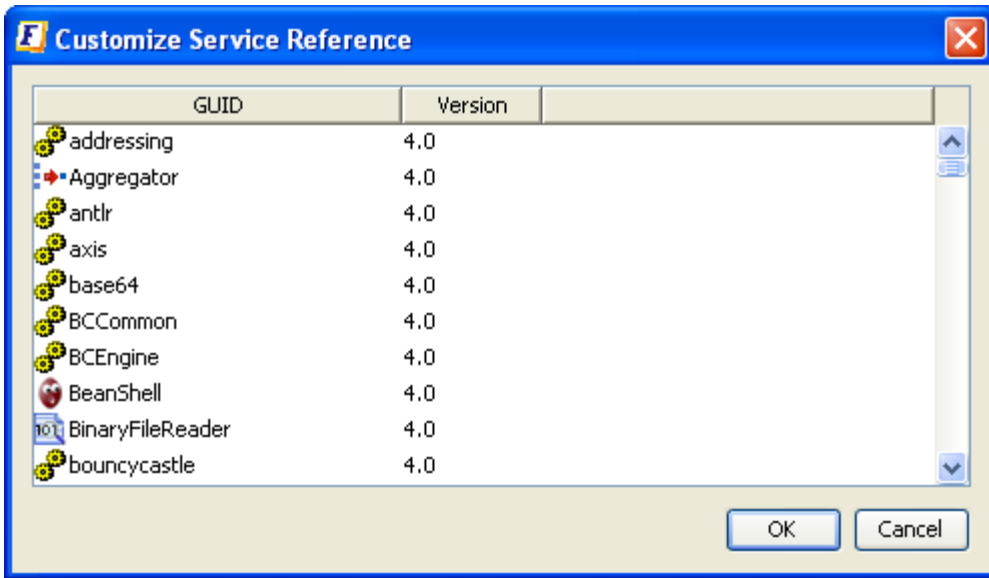 Customize Service Reference
GUID Version
addressing 4.0
Aggregator 4.0
antlr 4.0
axis 4.0
base64 4.0
BCCommon 4.0
BCEngine 4.0
BeanShell 4.0
101 BinaryFileReader 4.0
bouncycastle 4.0
OK Cancel